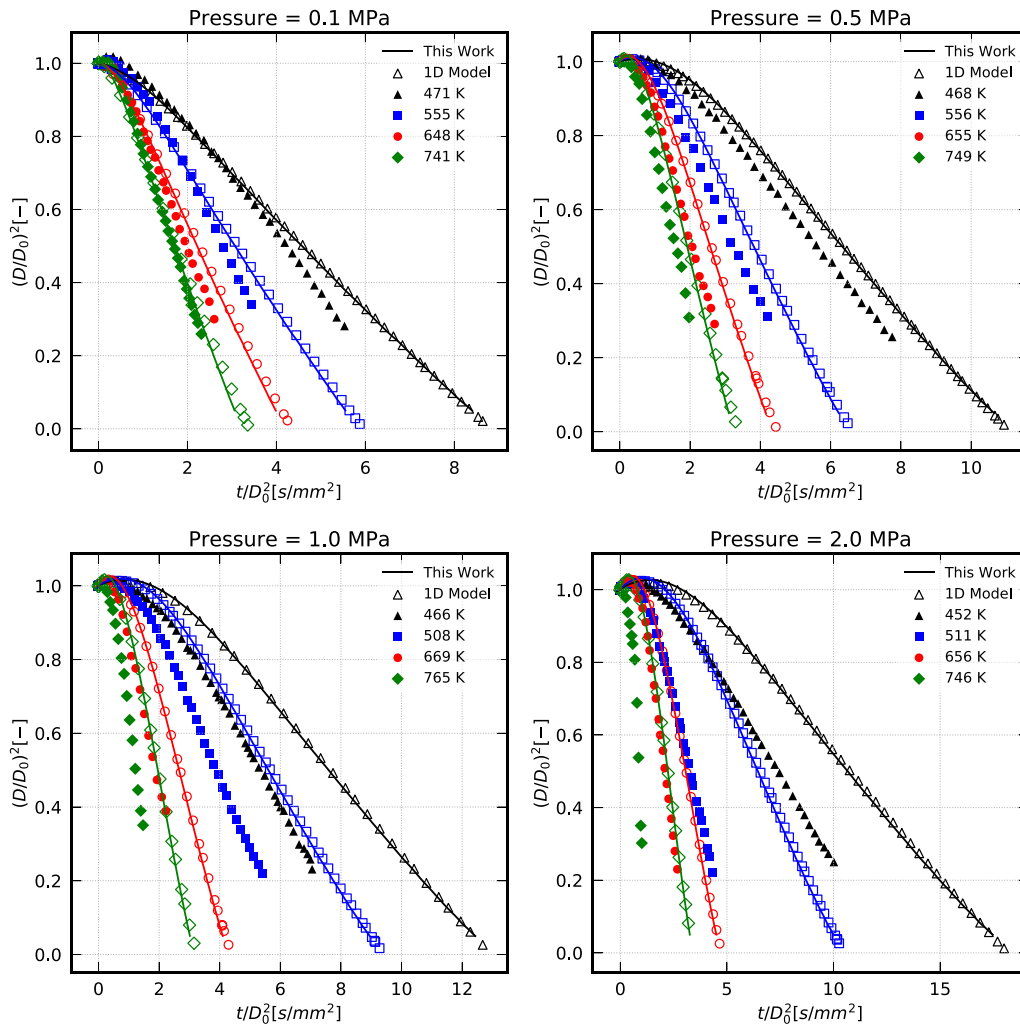 Pressure = 0.1 MPa
1.0
0.8
0.6
0.4
0.2
0.0
(D/D₀)²[−]
This Work
1D Model
471 K
555 K
648 K
741 K
0 2 4 6 8
t/D₀²[s/mm²]
Pressure = 0.5 MPa
1.0
0.8
0.6
0.4
0.2
0.0
(D/D₀)²[−]
This Work
1D Model
468 K
556 K
655 K
749 K
0 2 4 6 8 10
t/D₀²[s/mm²]
Pressure = 1.0 MPa
1.0
0.8
0.6
0.4
0.2
0.0
(D/D₀)²[−]
This Work
1D Model
466 K
508 K
669 K
765 K
0 2 4 6 8 10 12
t/D₀²[s/mm²]
Pressure = 2.0 MPa
1.0
0.8
0.6
0.4
0.2
0.0
(D/D₀)²[−]
This Work
1D Model
452 K
511 K
656 K
746 K
0 5 10 15
t/D₀²[s/mm²]